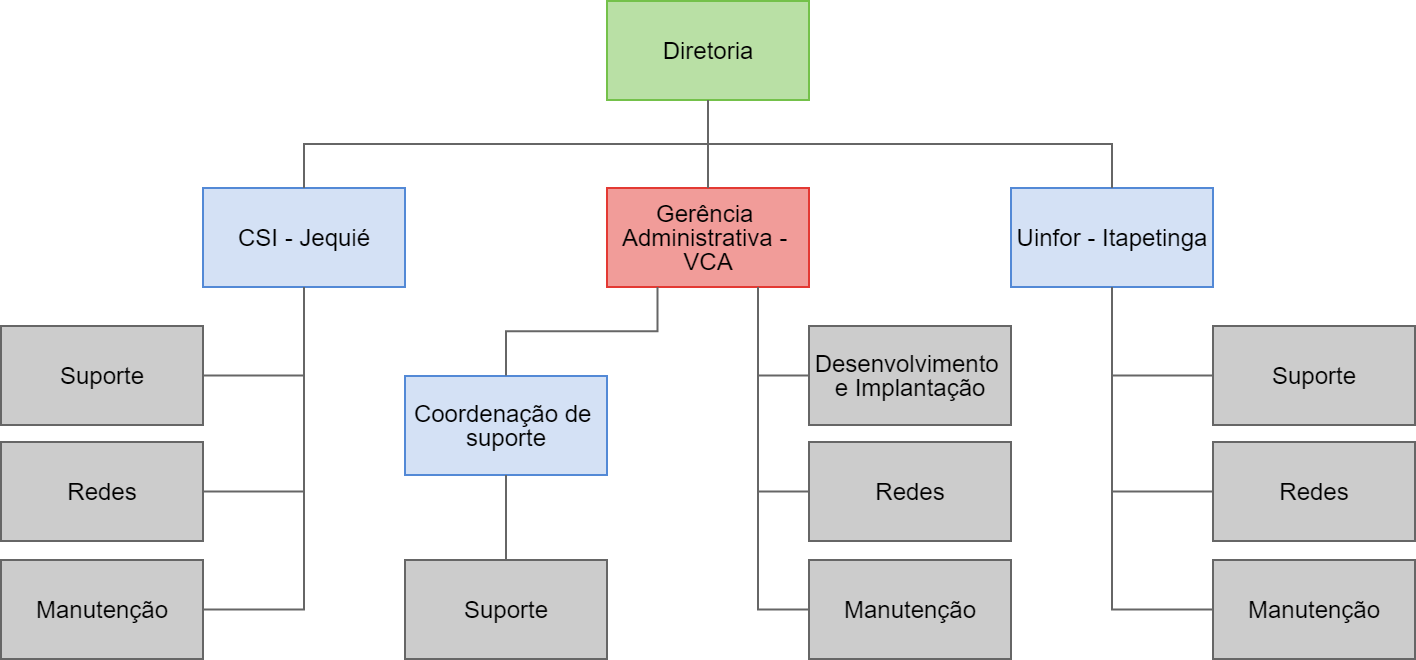 Diretoria
CSI - Jequié
Gerência
Administrativa -
VCA
Uinfor - Itapetinga
Suporte
Redes
Manutenção
Coordenação de
suporte
Suporte
Desenvolvimento
e Implantação
Redes
Manutenção
Suporte
Redes
Manutenção